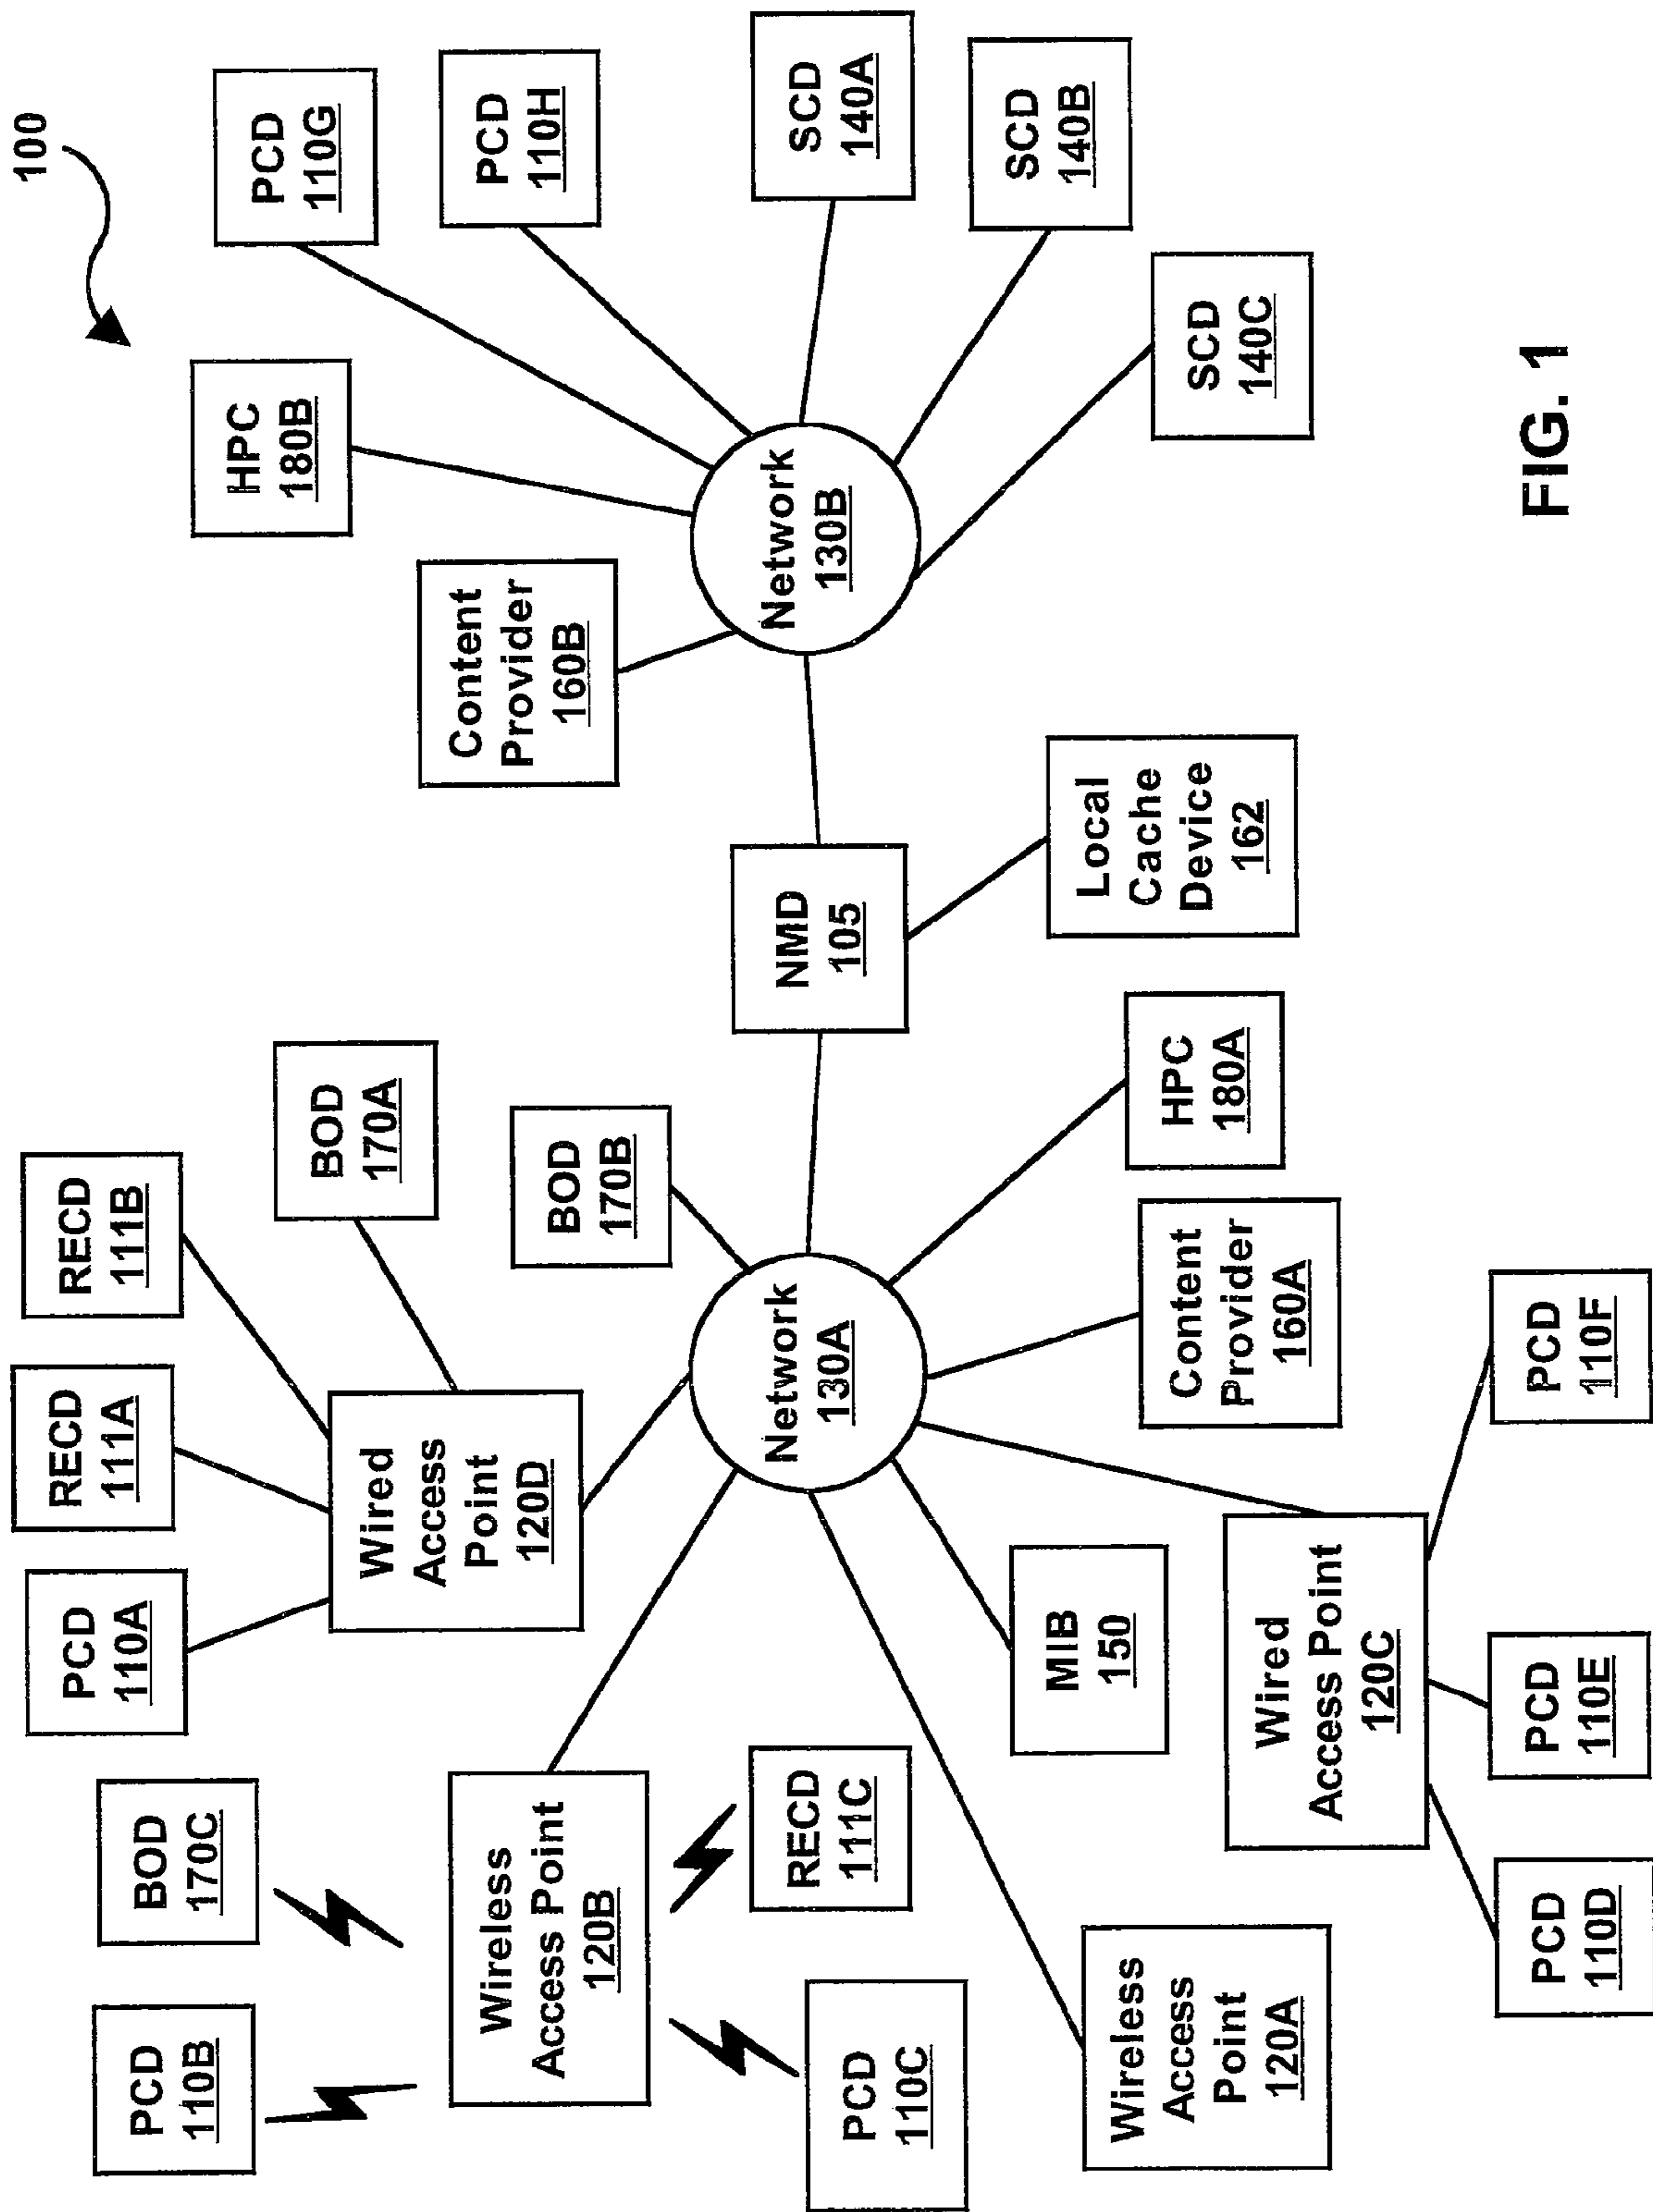 100
PCD
110A
RECD
111A
RECD
111B
BOD
170A
BOD
170C
PCD
110B
Wired
Access
Point
120D
BOD
170B
Content
Provider
160B
HPC
180B
PCD
110G
PCD
110H
Wireless
Access Point
120B
Network
130A
NMD
105
Network
130B
SCD
140A
SCD
140B
SCD
140C
PCD
110C
RECD
111C
Wireless
Access
Point
120A
MIB
150
Content
Provider
160A
HPC
180A
Local
Cache
Device
162
Wired
Access Point
120C
PCD
110D
PCD
110E
PCD
110F
FIG. 1